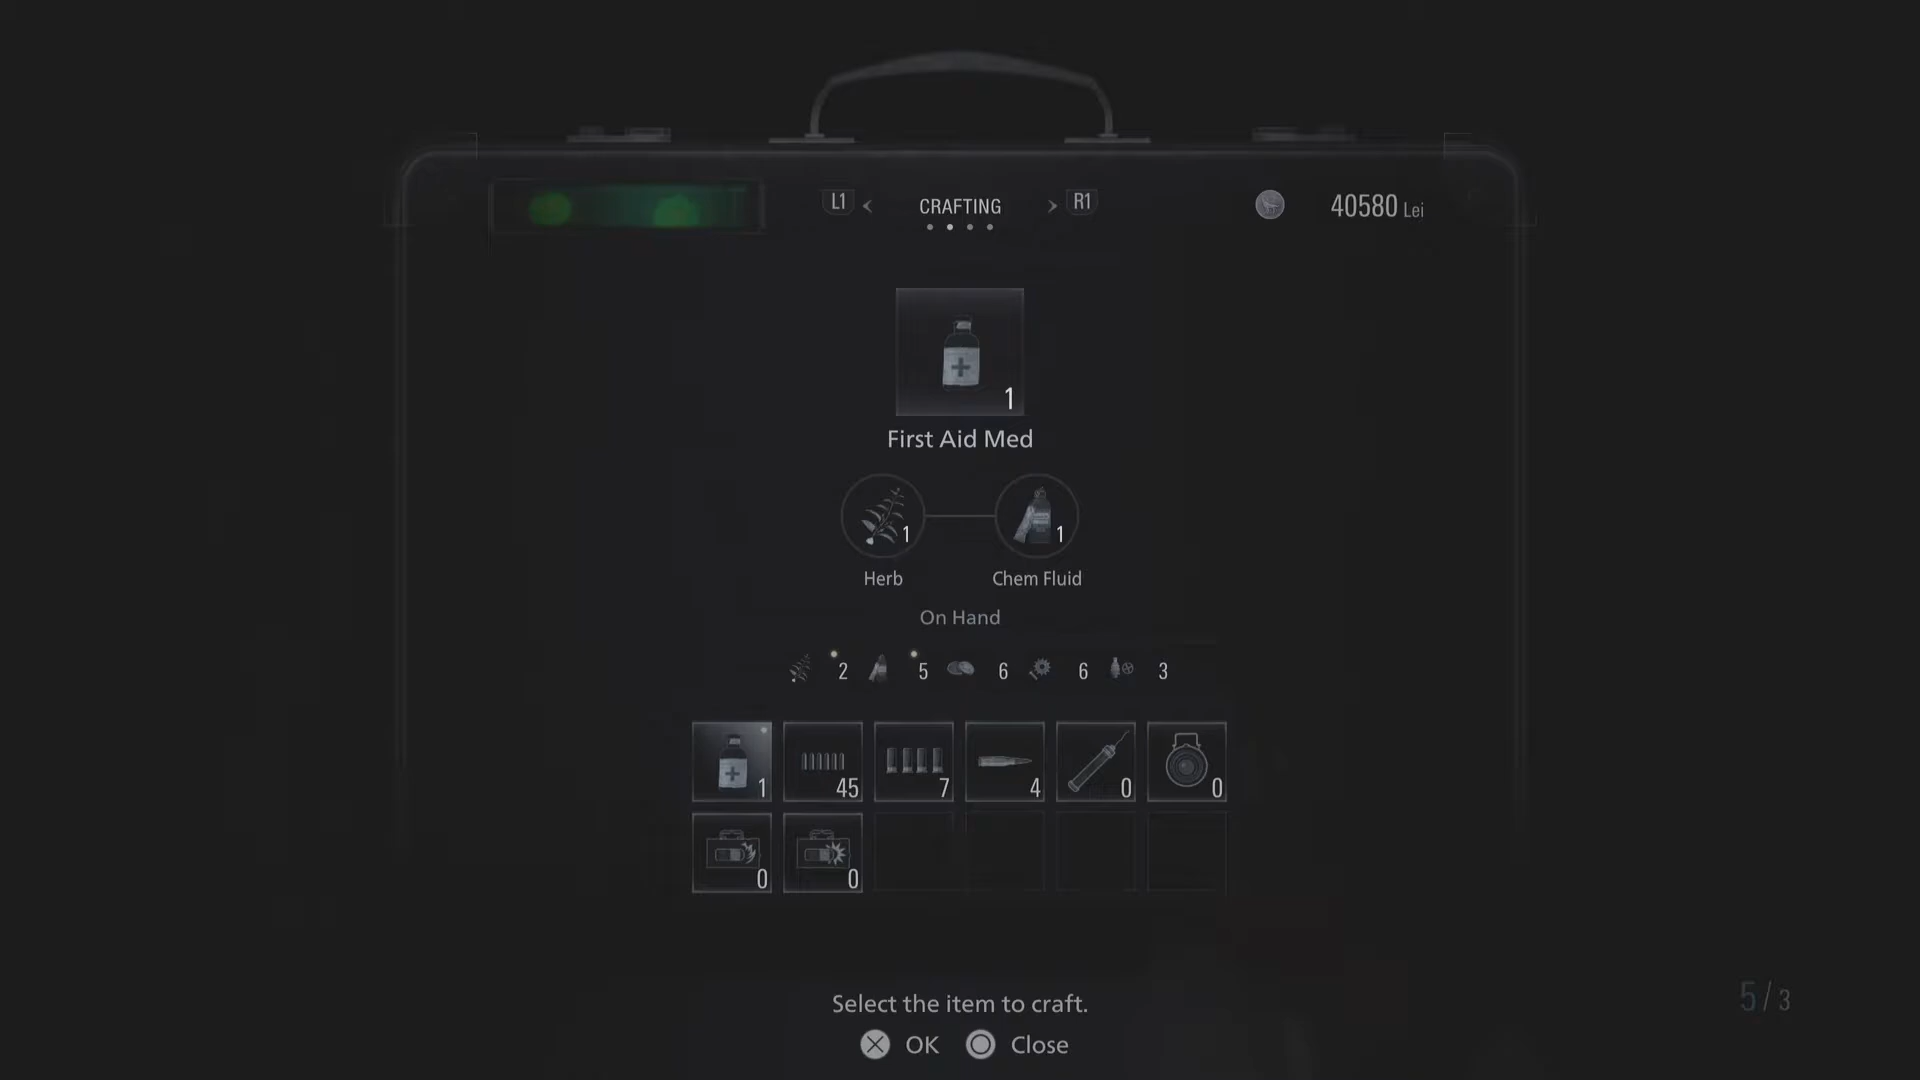 L1 < CRAFTING > R1
40580 Lei
1
First Aid Med
1 1
Herb Chem Fluid
On Hand
2 5 6 6 3
1 45 7 4 0 0
0 0
5/3
Select the item to craft.
OK Close